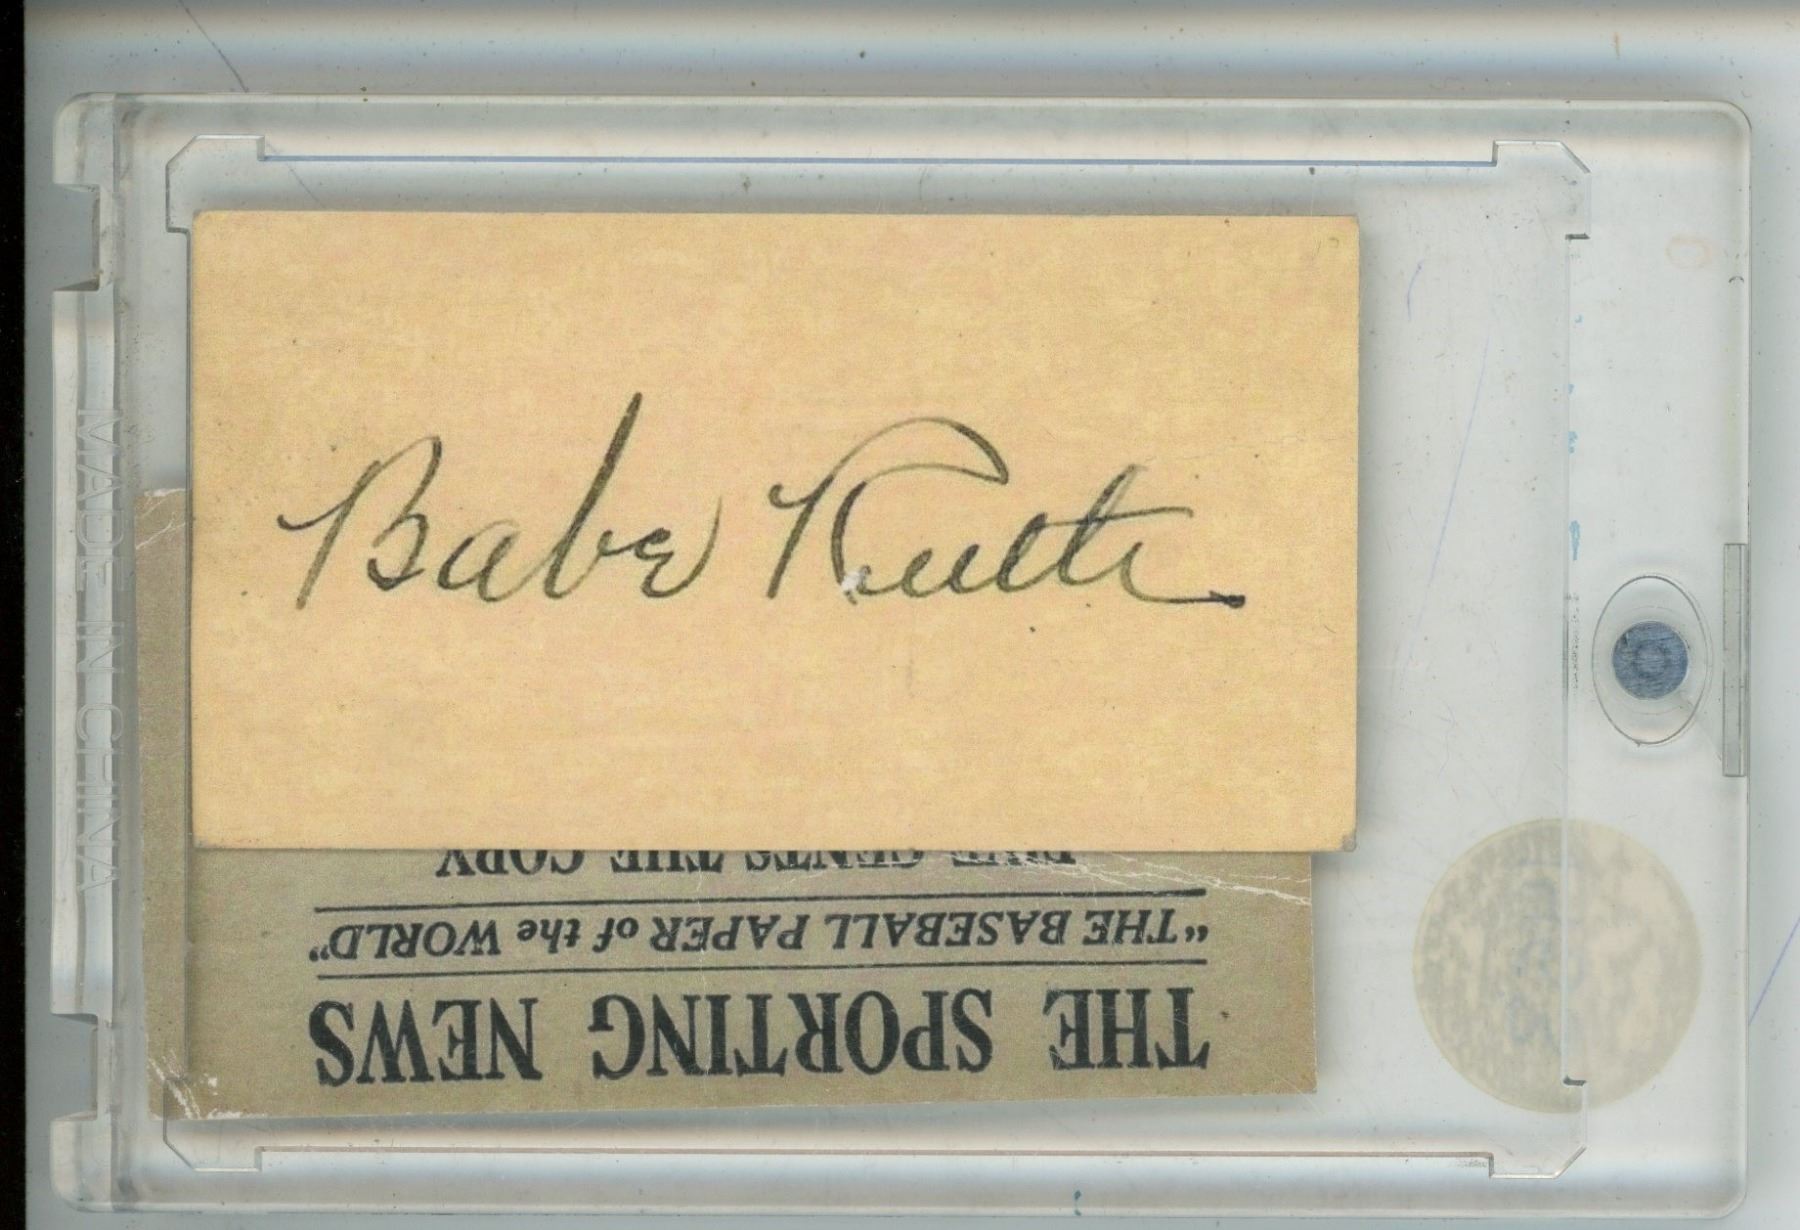 Babe Ruth
FIVE CENTS THE COPY
"THE BASEBALL PAPER of the WORLD"
THE SPORTING NEWS
MADE IN CHINA